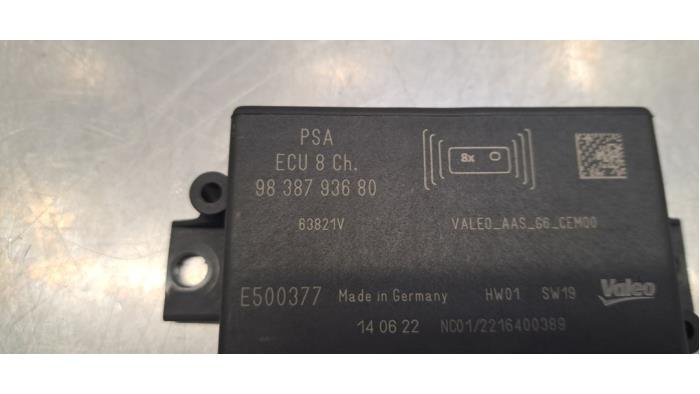 PSA
ECU 8 Ch.
98 387 936 80
8x
63821V
VALEO_AAS_G6_CEM00
E500377 Made in Germany HW01 SW19 Valeo
14 06 22 NC01/2216400389